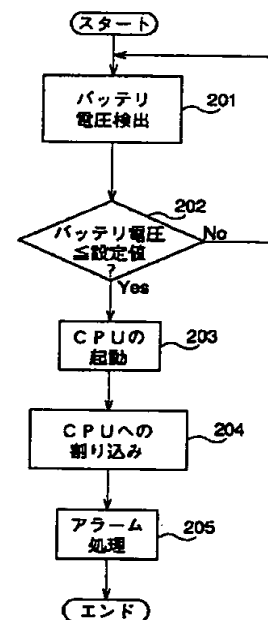 スタート
バッテリ
電圧検出
201
202
バッテリ電圧
≦設定値
?
No
Yes
CPUの
起動
203
CPUへの
割り込み
204
アラーム
処理
205
エンド